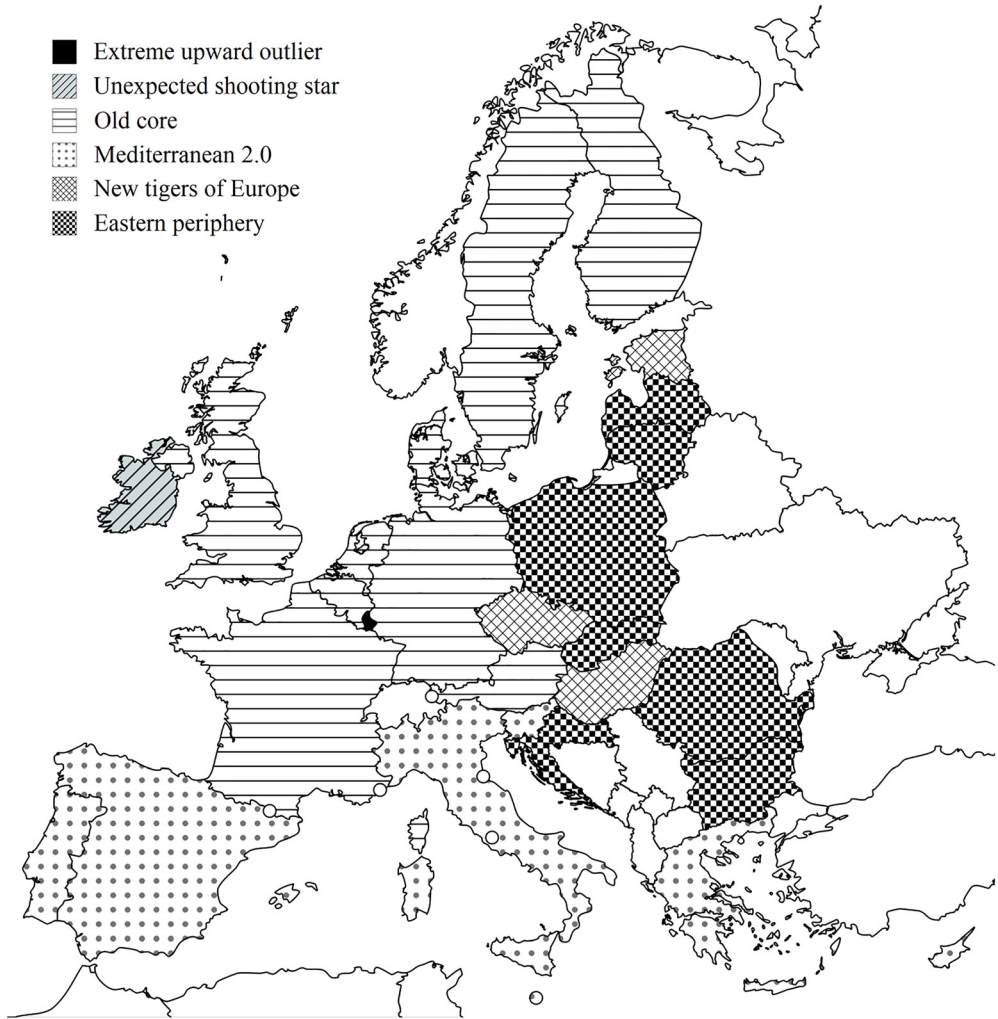 Extreme upward outlier
Unexpected shooting star
Old core
Mediterranean 2.0
New tigers of Europe
Eastern periphery